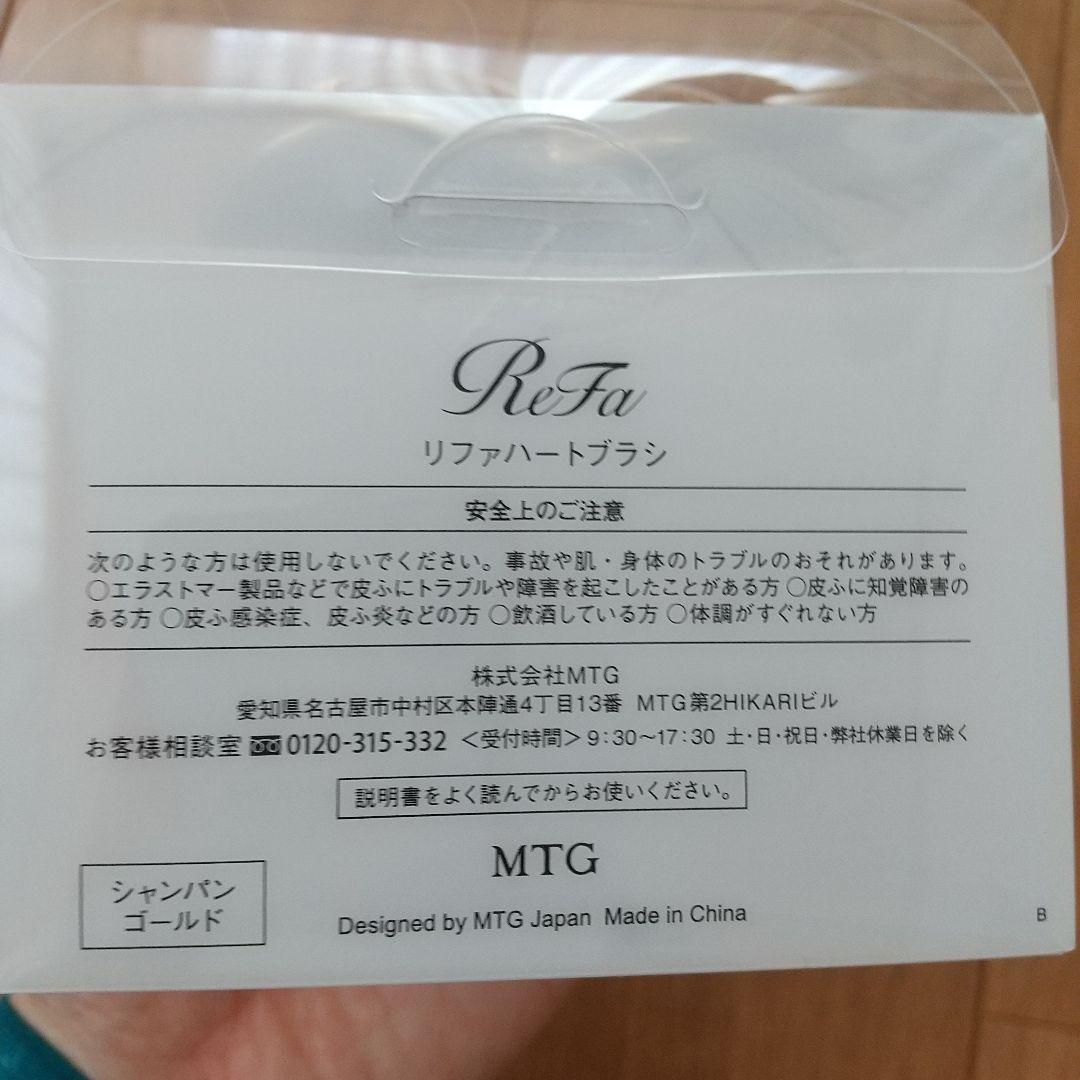 ReFa
リファハートブラシ
安全上のご注意
次のような方は使用しないでください。事故や肌・身体のトラブルのおそれがあります。
○エラストマー製品などで皮ふにトラブルや障害を起こしたことがある方 ○皮ふに知覚障害の
ある方 ○皮ふ感染症、皮ふ炎などの方 ○飲酒している方 ○体調がすぐれない方
株式会社MTG
愛知県名古屋市中村区本陣通4丁目13番 MTG第2HIKARIビル
お客様相談室 0120-315-332 <受付時間> 9:30〜17:30 土・日・祝日・弊社休業日を除く
説明書をよく読んでからお使いください。
MTG
シャンパン
ゴールド
Designed by MTG Japan Made in China
B